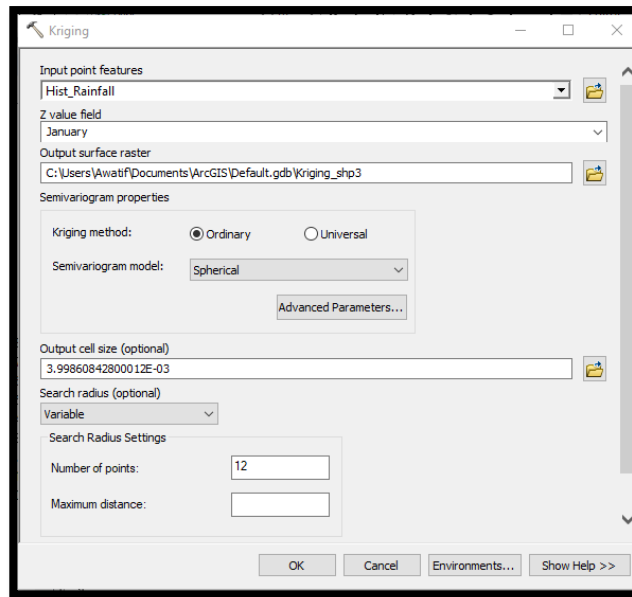 Kriging
Input point features
Hist_Rainfall
Z value field
January
Output surface raster
C:\Users\Awatif\Documents\ArcGIS\Default.gdb\Kriging_shp3
Semivariogram properties
Kriging method: Ordinary Universal
Semivariogram model: Spherical
Advanced Parameters...
Output cell size (optional)
3.99860842800012E-03
Search radius (optional)
Variable
Search Radius Settings
Number of points: 12
Maximum distance:
OK Cancel Environments... Show Help >>